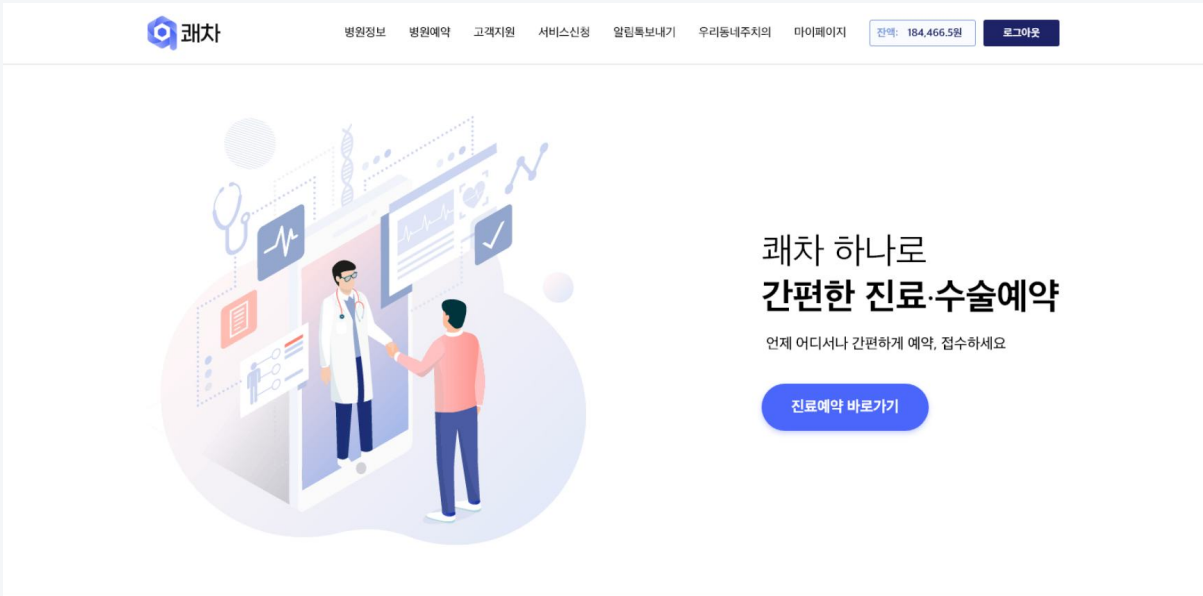 쾌차
병원정보 병원예약 고객지원 서비스신청 알림톡보내기 우리동네주치의 마이페이지 잔액: 184,466.5원 로그아웃
쾌차 하나로
간편한 진료·수술예약
언제 어디서나 간편하게 예약, 접수하세요
진료예약 바로가기